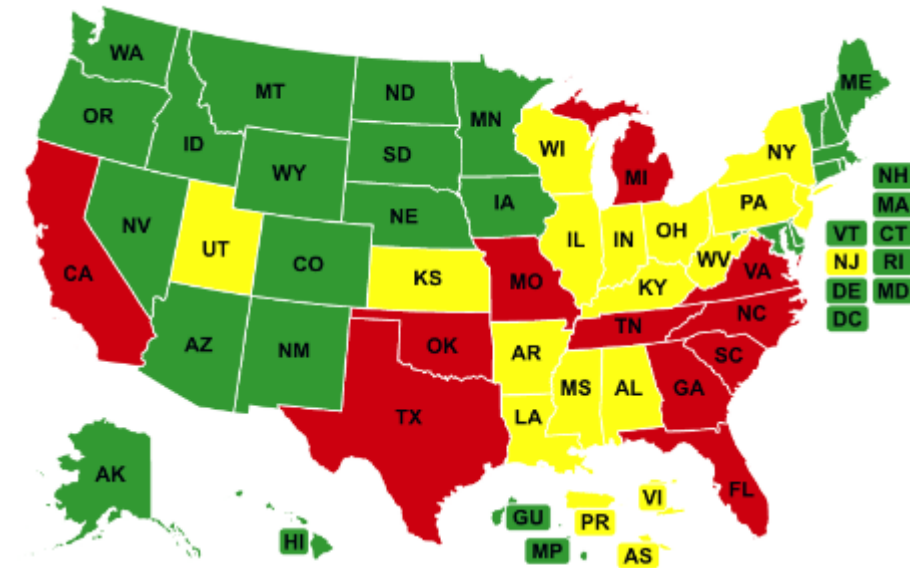 WA
MT
ND
MN
ME
OR
ID
SD
WI
NY
WY
MI
NH
IA
NE
PA
MA
NV
OH
IL
IN
VT
CT
UT
CO
WV
NJ
RI
CA
KS
MO
VA
KY
DE
MD
NC
DC
TN
AZ
NM
OK
AR
SC
MS
AL
GA
TX
LA
AK
FL
VI
GU
PR
HI
MP
AS